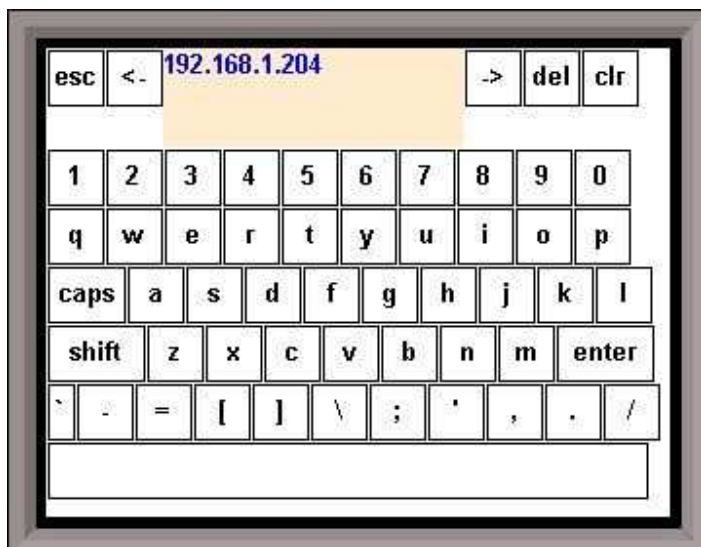 esc <- 192.168.1.204 -> del clr
1 2 3 4 5 6 7 8 9 0
q w e r t y u i o p
caps a s d f g h j k l
shift z x c v b n m enter
` - = [ ] \ ; ' , . /